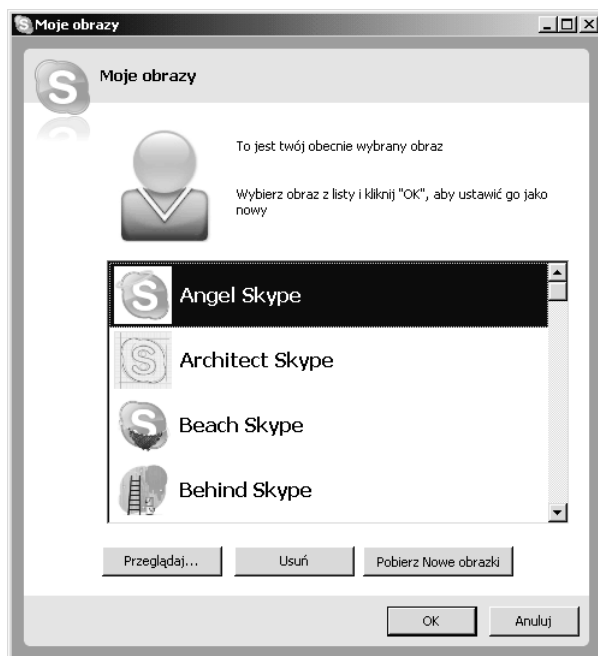 Moje obrazy
Moje obrazy
To jest twój obecnie wybrany obraz
Wybierz obraz z listy i kliknij "OK", aby ustawić go jako
nowy
Angel Skype
Architect Skype
Beach Skype
Behind Skype
Przeglądaj... Usuń Pobierz Nowe obrazki
OK Anuluj